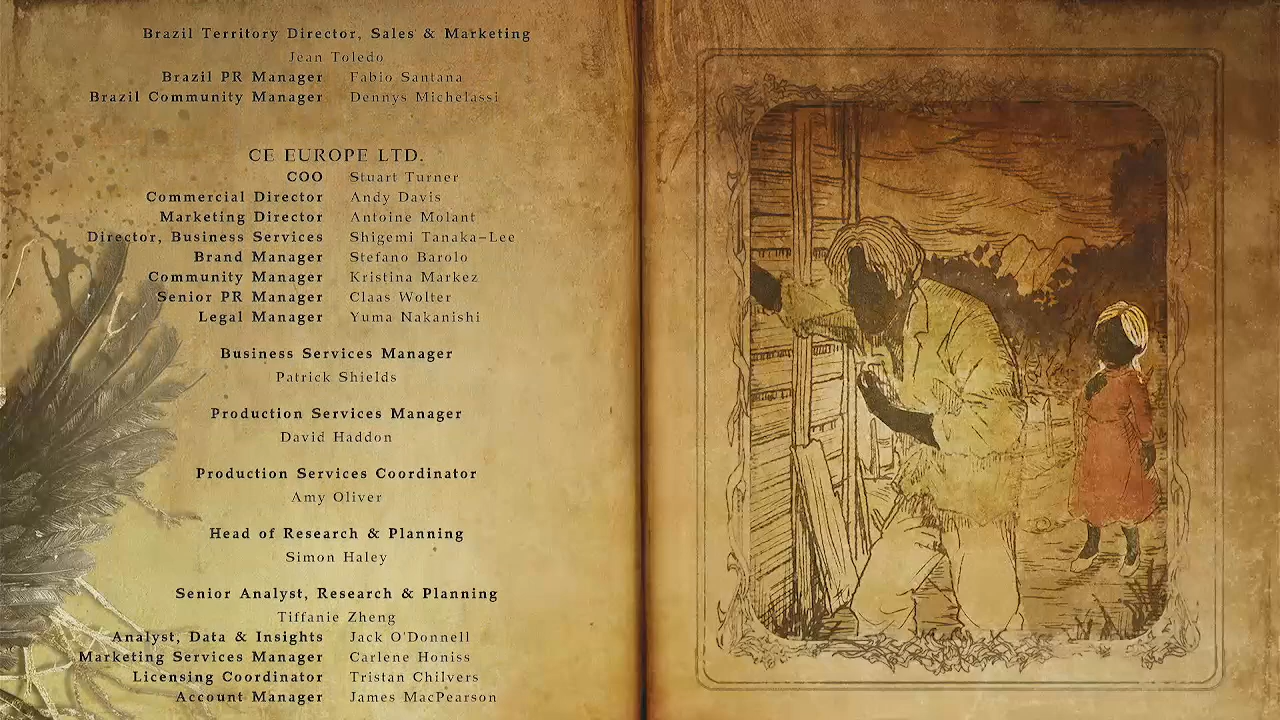 Brazil Territory Director, Sales & Marketing
Jean Toledo
Brazil PR Manager Fabio Santana
Brazil Community Manager Dennys Michelassi
CE EUROPE LTD.
COO Stuart Turner
Commercial Director Andy Davis
Marketing Director Antoine Molant
Director, Business Services Shigemi Tanaka-Lee
Brand Manager Stefano Barolo
Community Manager Kristina Markez
Senior PR Manager Claas Wolter
Legal Manager Yuma Nakanishi
Business Services Manager
Patrick Shields
Production Services Manager
David Haddon
Production Services Coordinator
Amy Oliver
Head of Research & Planning
Simon Haley
Senior Analyst, Research & Planning
Tiffanie Zheng
Analyst, Data & Insights Jack O'Donnell
Marketing Services Manager Carlene Honiss
Licensing Coordinator Tristan Chilvers
Account Manager James MacPearson